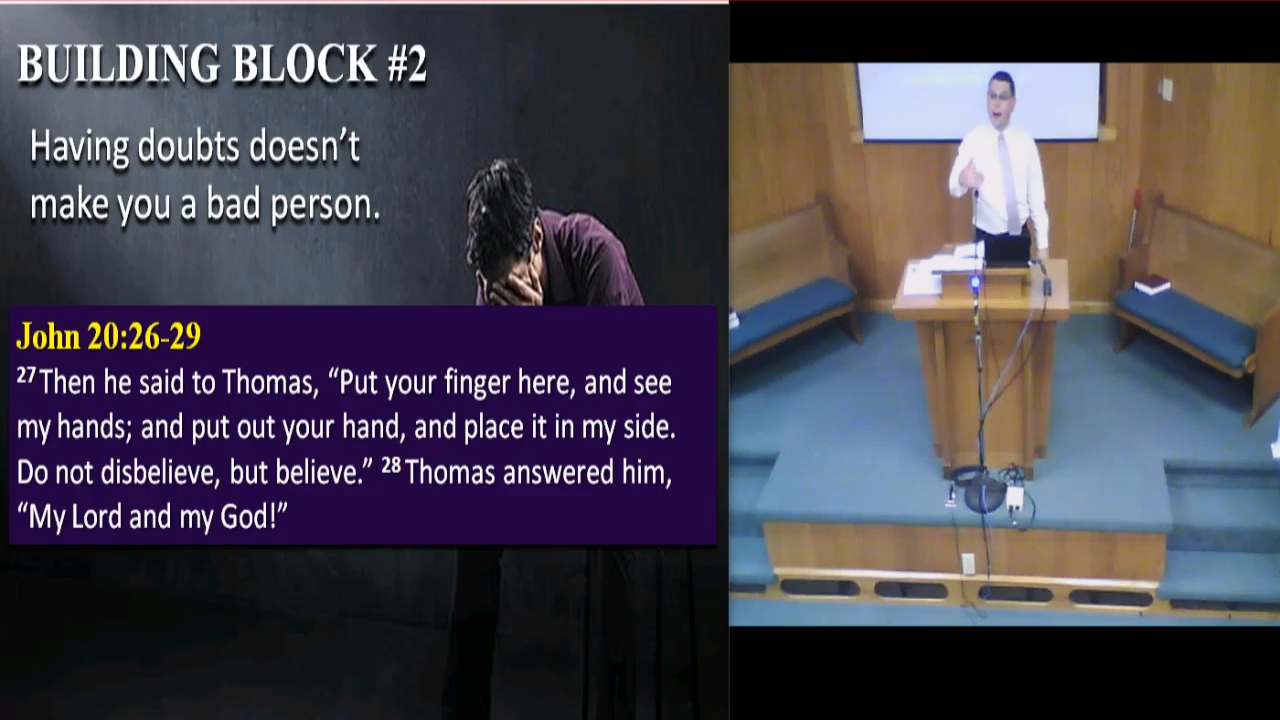 BUILDING BLOCK #2
Having doubts doesn’t
make you a bad person.
John 20:26-29
27 Then he said to Thomas, “Put your finger here, and see
my hands; and put out your hand, and place it in my side.
Do not disbelieve, but believe.” 28 Thomas answered him,
“My Lord and my God!”